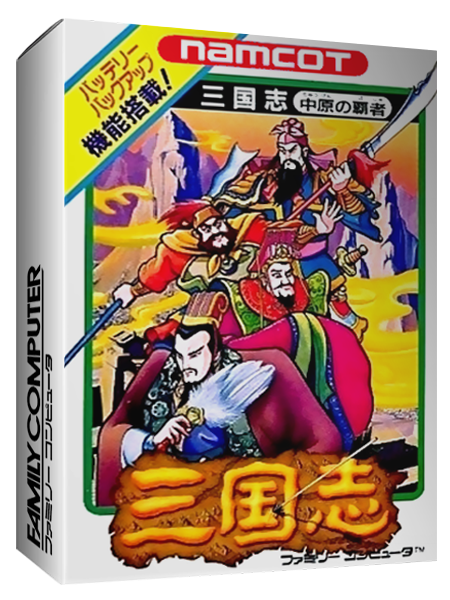 バッテリー
バックアップ
機能搭載!
namcot
三国志 中原の覇者
三国志
ファミリー コンピュータ™
FAMILY COMPUTER
ファミリー コンピュータ